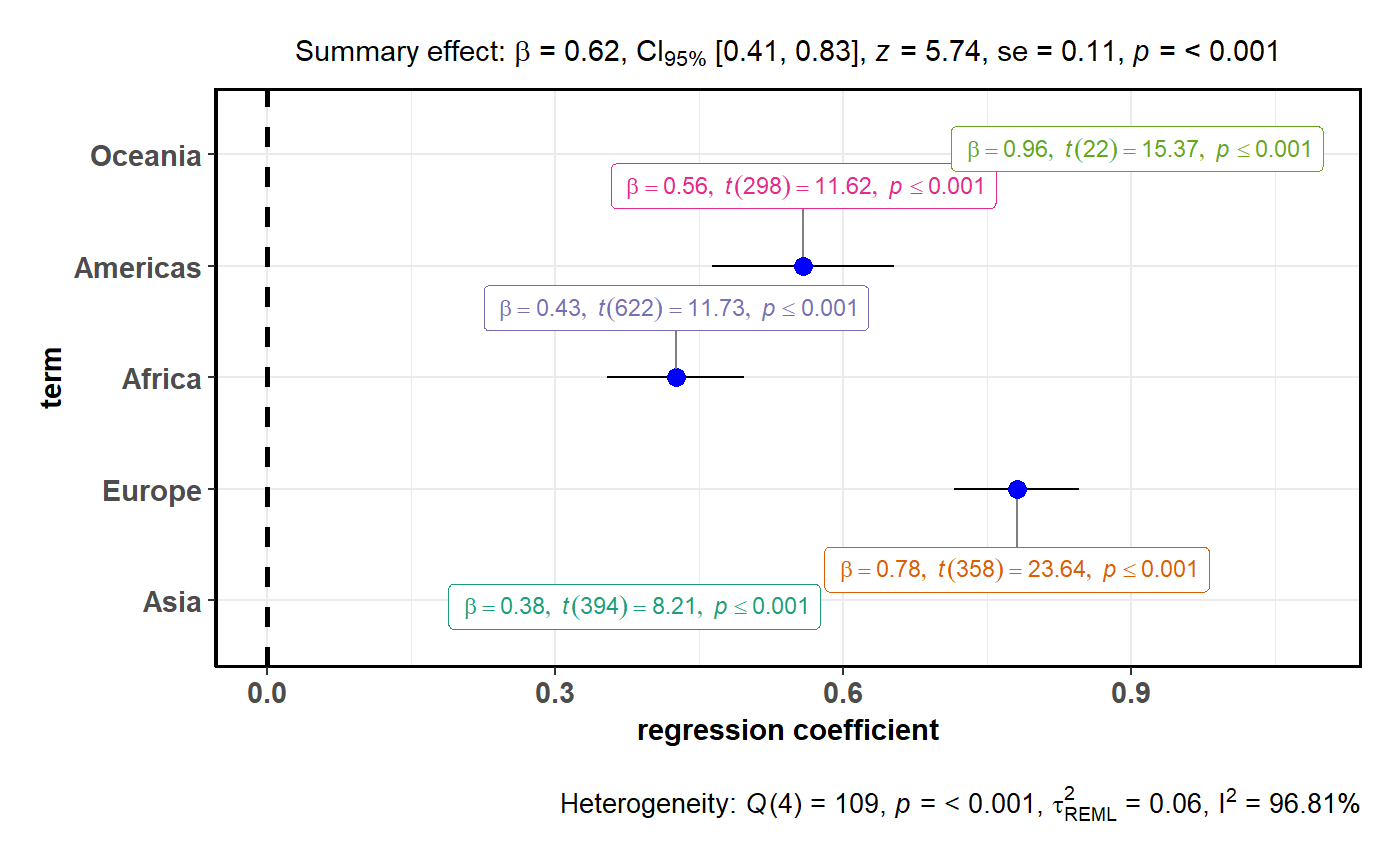 Summary effect: β = 0.62, CI95% [0.41, 0.83], z = 5.74, se = 0.11, p = < 0.001
Oceania
β = 0.96, t(22) = 15.37, p ≤ 0.001
β = 0.56, t(298) = 11.62, p ≤ 0.001
Americas
β = 0.43, t(622) = 11.73, p ≤ 0.001
term
Africa
Europe
β = 0.78, t(358) = 23.64, p ≤ 0.001
Asia
β = 0.38, t(394) = 8.21, p ≤ 0.001
0.0 0.3 0.6 0.9
regression coefficient
Heterogeneity: Q(4) = 109, p = < 0.001, τ²REML = 0.06, I² = 96.81%